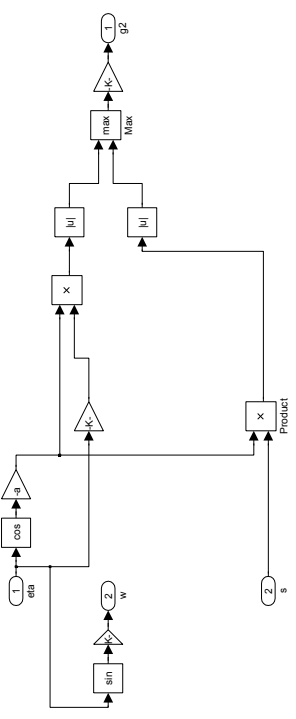 1
eta
cos
-a
-K-
×
|u|
max
Max
-K-
1
g2
|u|
sin
K-
2
w
2
s
×
Product